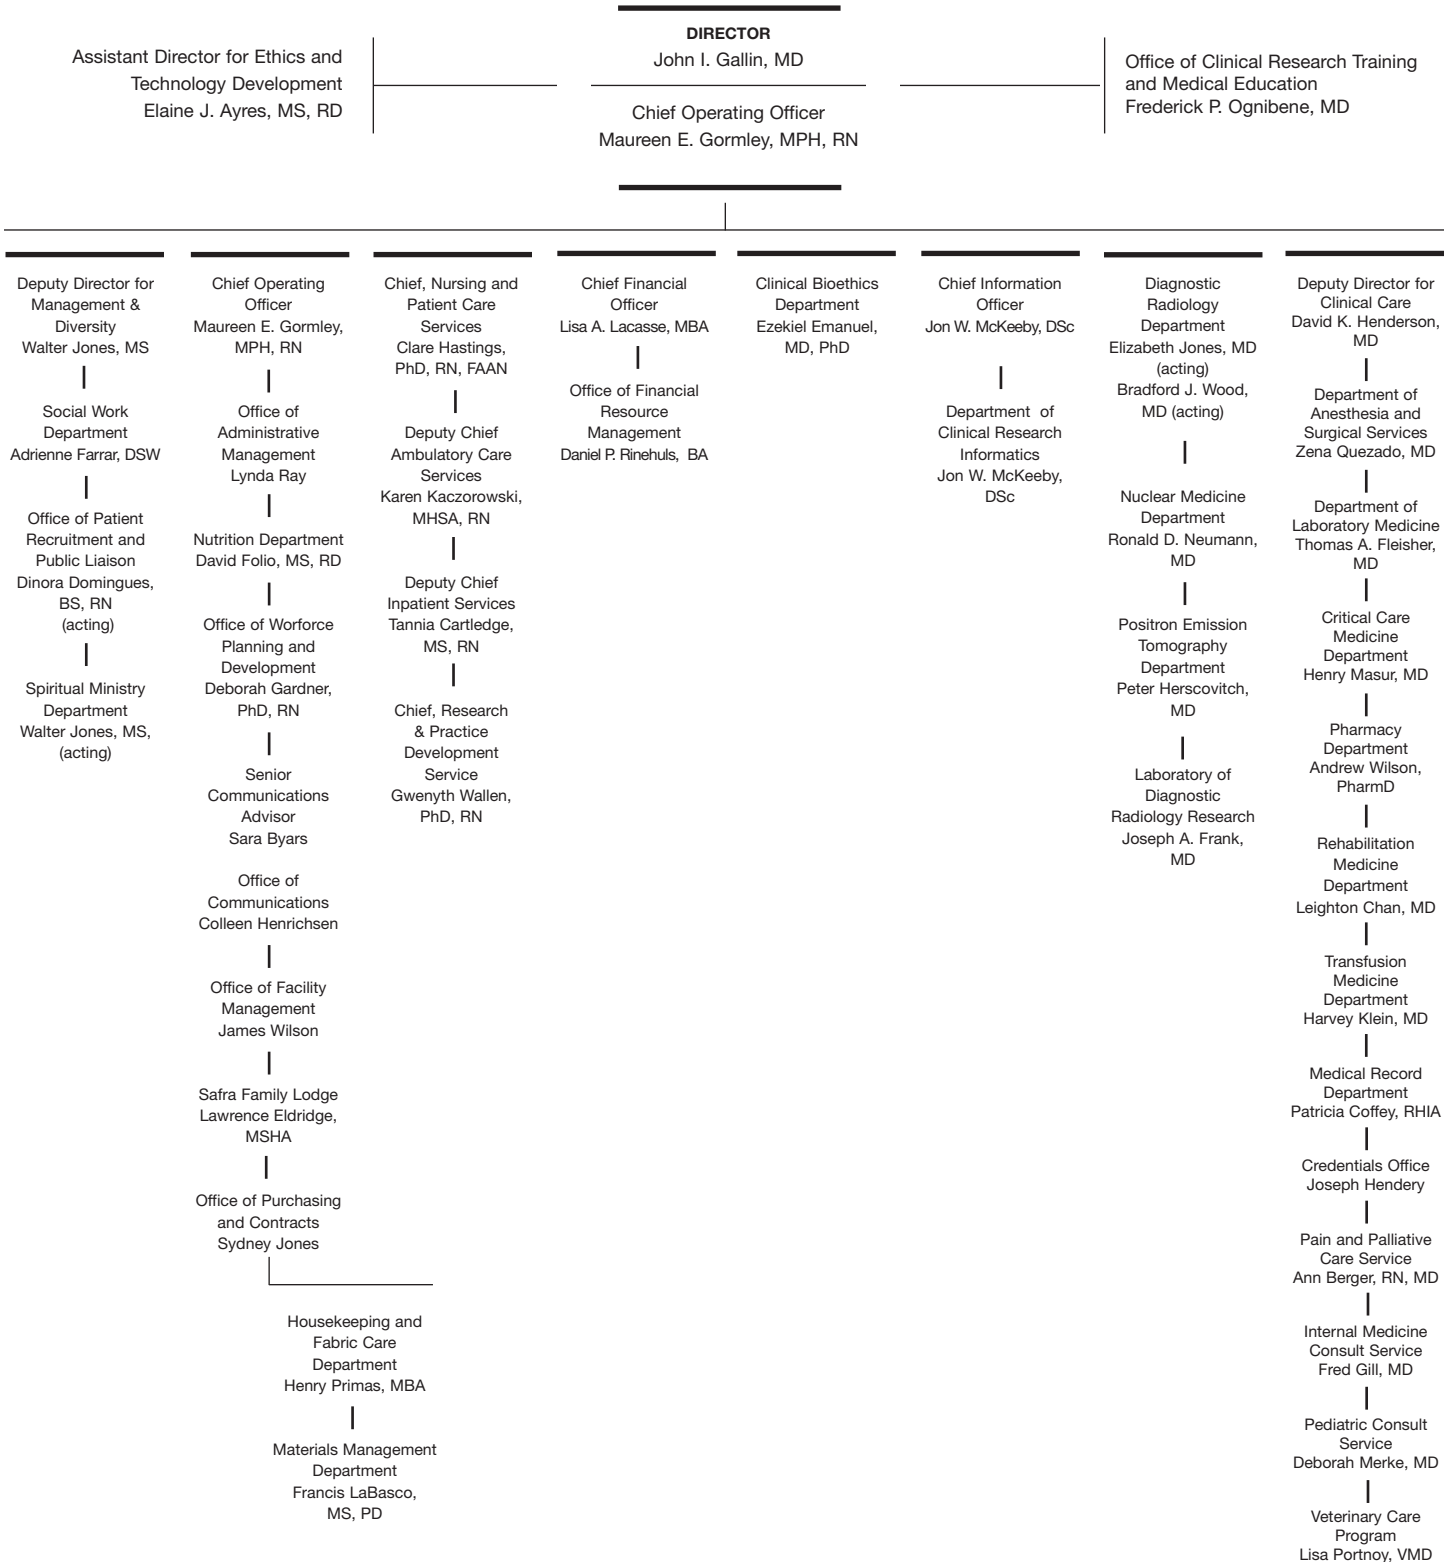 DIRECTOR
John I. Gallin, MD
Chief Operating Officer
Maureen E. Gormley, MPH, RN
Assistant Director for Ethics and
Technology Development
Elaine J. Ayres, MS, RD
Office of Clinical Research Training
and Medical Education
Frederick P. Ognibene, MD
Deputy Director for
Management &
Diversity
Walter Jones, MS
Social Work
Department
Adrienne Farrar, DSW
Office of Patient
Recruitment and
Public Liaison
Dinora Domingues,
BS, RN
(acting)
Spiritual Ministry
Department
Walter Jones, MS,
(acting)
Chief Operating
Officer
Maureen E. Gormley,
MPH, RN
Office of
Administrative
Management
Lynda Ray
Nutrition Department
David Folio, MS, RD
Office of Worforce
Planning and
Development
Deborah Gardner,
PhD, RN
Senior
Communications
Advisor
Sara Byars
Office of
Communications
Colleen Henrichsen
Office of Facility
Management
James Wilson
Safra Family Lodge
Lawrence Eldridge,
MSHA
Office of Purchasing
and Contracts
Sydney Jones
Housekeeping and
Fabric Care
Department
Henry Primas, MBA
Materials Management
Department
Francis LaBasco,
MS, PD
Chief, Nursing and
Patient Care
Services
Clare Hastings,
PhD, RN, FAAN
Deputy Chief
Ambulatory Care
Services
Karen Kaczorowski,
MHSA, RN
Deputy Chief
Inpatient Services
Tannia Cartledge,
MS, RN
Chief, Research
& Practice
Development
Service
Gwenyth Wallen,
PhD, RN
Chief Financial
Officer
Lisa A. Lacasse, MBA
Office of Financial
Resource
Management
Daniel P. Rinehuls, BA
Clinical Bioethics
Department
Ezekiel Emanuel,
MD, PhD
Chief Information
Officer
Jon W. McKeeby, DSc
Department of
Clinical Research
Informatics
Jon W. McKeeby,
DSc
Diagnostic
Radiology
Department
Elizabeth Jones, MD
(acting)
Bradford J. Wood,
MD (acting)
Nuclear Medicine
Department
Ronald D. Neumann,
MD
Positron Emission
Tomography
Department
Peter Herscovitch,
MD
Laboratory of
Diagnostic
Radiology Research
Joseph A. Frank,
MD
Deputy Director for
Clinical Care
David K. Henderson,
MD
Department of
Anesthesia and
Surgical Services
Zena Quezado, MD
Department of
Laboratory Medicine
Thomas A. Fleisher,
MD
Critical Care
Medicine
Department
Henry Masur, MD
Pharmacy
Department
Andrew Wilson,
PharmD
Rehabilitation
Medicine
Department
Leighton Chan, MD
Transfusion
Medicine
Department
Harvey Klein, MD
Medical Record
Department
Patricia Coffey, RHIA
Credentials Office
Joseph Hendery
Pain and Palliative
Care Service
Ann Berger, RN, MD
Internal Medicine
Consult Service
Fred Gill, MD
Pediatric Consult
Service
Deborah Merke, MD
Veterinary Care
Program
Lisa Portnoy, VMD